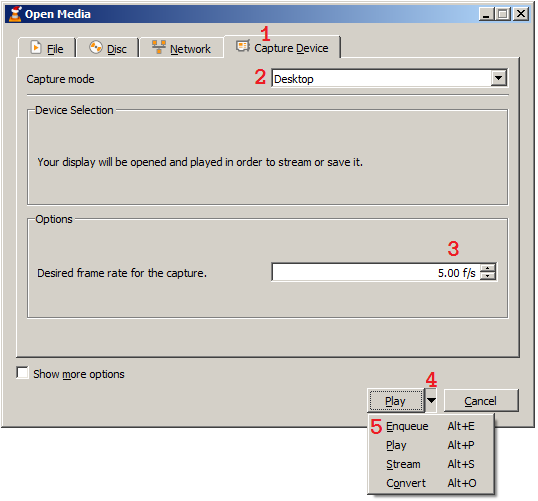 Open Media
1
File Disc Network Capture Device
Capture mode 2 Desktop
Device Selection
Your display will be opened and played in order to stream or save it.
Options
3
Desired frame rate for the capture. 5.00 f/s
Show more options
4
Play Cancel
5 Enqueue Alt+E
Play Alt+P
Stream Alt+S
Convert Alt+O